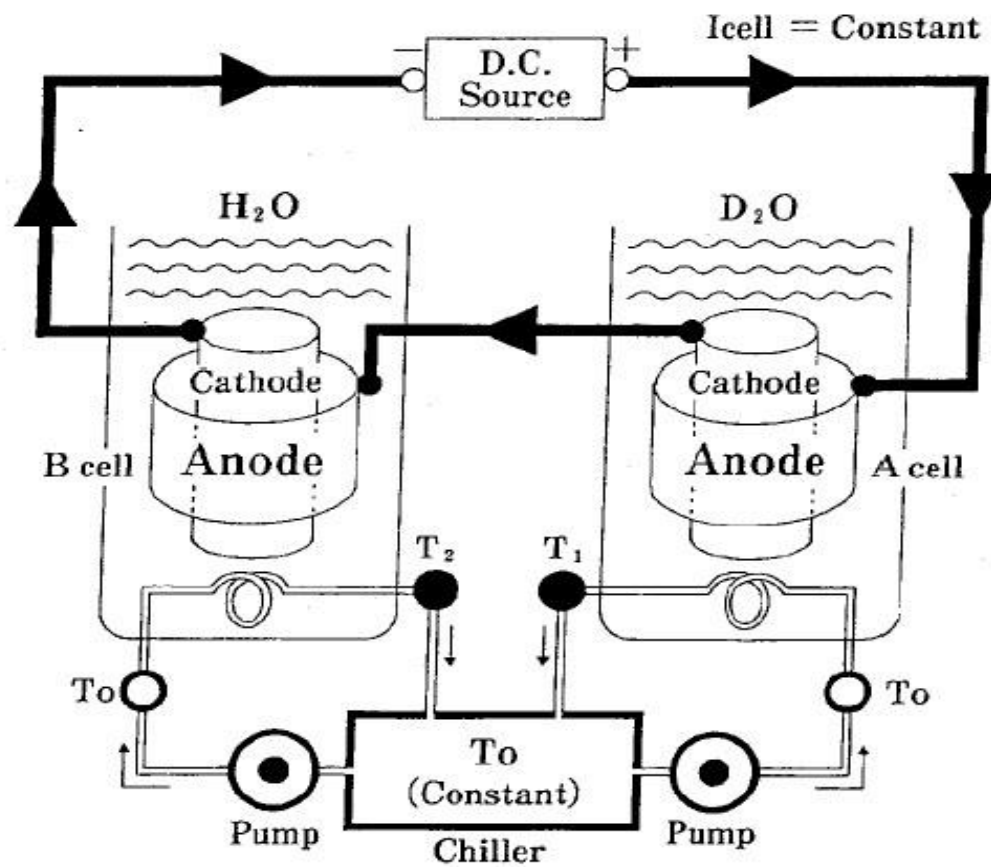 Icell = Constant
− D.C. +
Source
H₂O
D₂O
Cathode
Cathode
B cell
Anode
Anode
A cell
T₂
T₁
To
To
To
(Constant)
Pump
Pump
Chiller